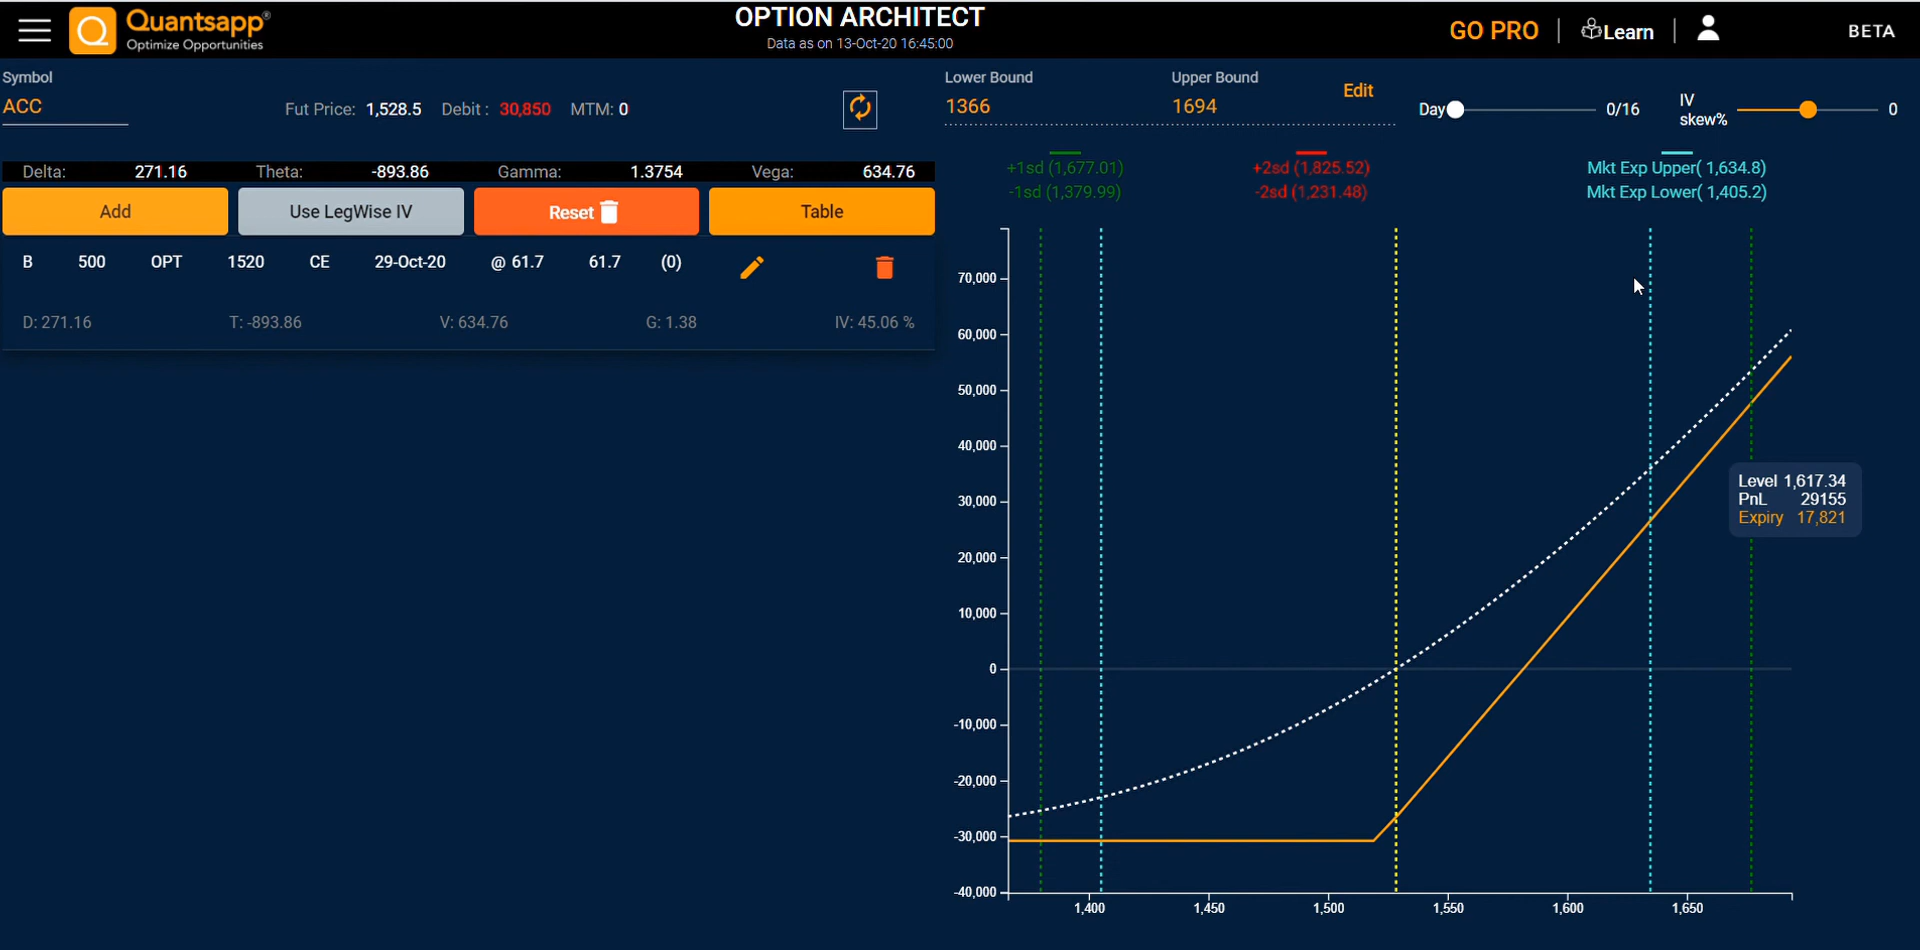 Quantsapp®
Optimize Opportunities
OPTION ARCHITECT
Data as on 13-Oct-20 16:45:00
GO PRO
Learn
BETA
Symbol
ACC
Fut Price: 1,528.5 Debit : 30,850 MTM: 0
Lower Bound
1366
Upper Bound
1694
Edit
Day 0/16
IV
skew% 0
Delta: 271.16 Theta: -893.86 Gamma: 1.3754 Vega: 634.76
Add
Use LegWise IV
Reset
Table
B 500 OPT 1520 CE 29-Oct-20 @ 61.7 61.7 (0)
D: 271.16 T: -893.86 V: 634.76 G: 1.38 IV: 45.06 %
+1sd (1,677.01)
-1sd (1,379.99)
+2sd (1,825.52)
-2sd (1,231.48)
Mkt Exp Upper( 1,634.8)
Mkt Exp Lower( 1,405.2)
70,000
60,000
50,000
40,000
30,000
20,000
10,000
0
-10,000
-20,000
-30,000
-40,000
1,400 1,450 1,500 1,550 1,600 1,650
Level 1,617.34
PnL 29155
Expiry 17,821